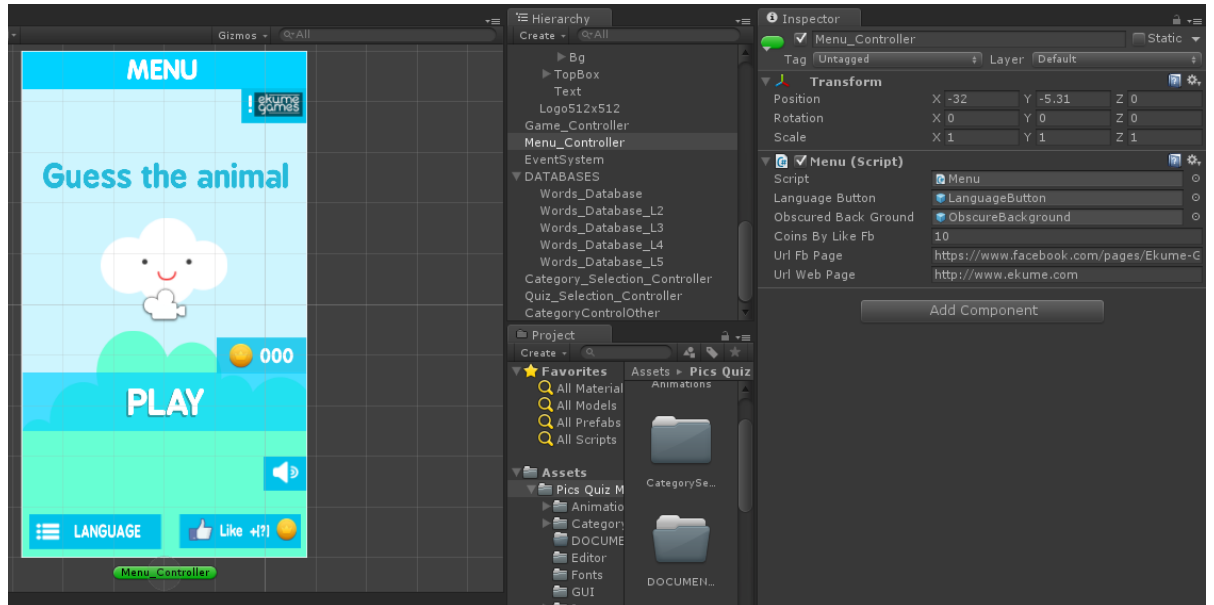 Gizmos
All
MENU
! ekume games
Guess the animal
000
PLAY
LANGUAGE
Like +[?]
Menu_Controller
Hierarchy
Create
All
Bg
TopBox
Text
Logo512x512
Game_Controller
Menu_Controller
EventSystem
DATABASES
Words_Database
Words_Database_L2
Words_Database_L3
Words_Database_L4
Words_Database_L5
Category_Selection_Controller
Quiz_Selection_Controller
CategoryControlOther
Project
Create
Favorites
All Material
All Models
All Prefabs
All Scripts
Assets
Pics Quiz M
Animatio
Category
DOCUME
Editor
Fonts
GUI
Assets ▸ Pics Quiz
Animations
CategorySe...
DOCUMEN...
Inspector
Menu_Controller Static
Tag Untagged Layer Default
Transform
Position X -32 Y -5.31 Z 0
Rotation X 0 Y 0 Z 0
Scale X 1 Y 1 Z 1
Menu (Script)
Script Menu
Language Button LanguageButton
Obscured Back Ground ObscureBackground
Coins By Like Fb 10
Url Fb Page https://www.facebook.com/pages/Ekume-G
Url Web Page http://www.ekume.com
Add Component